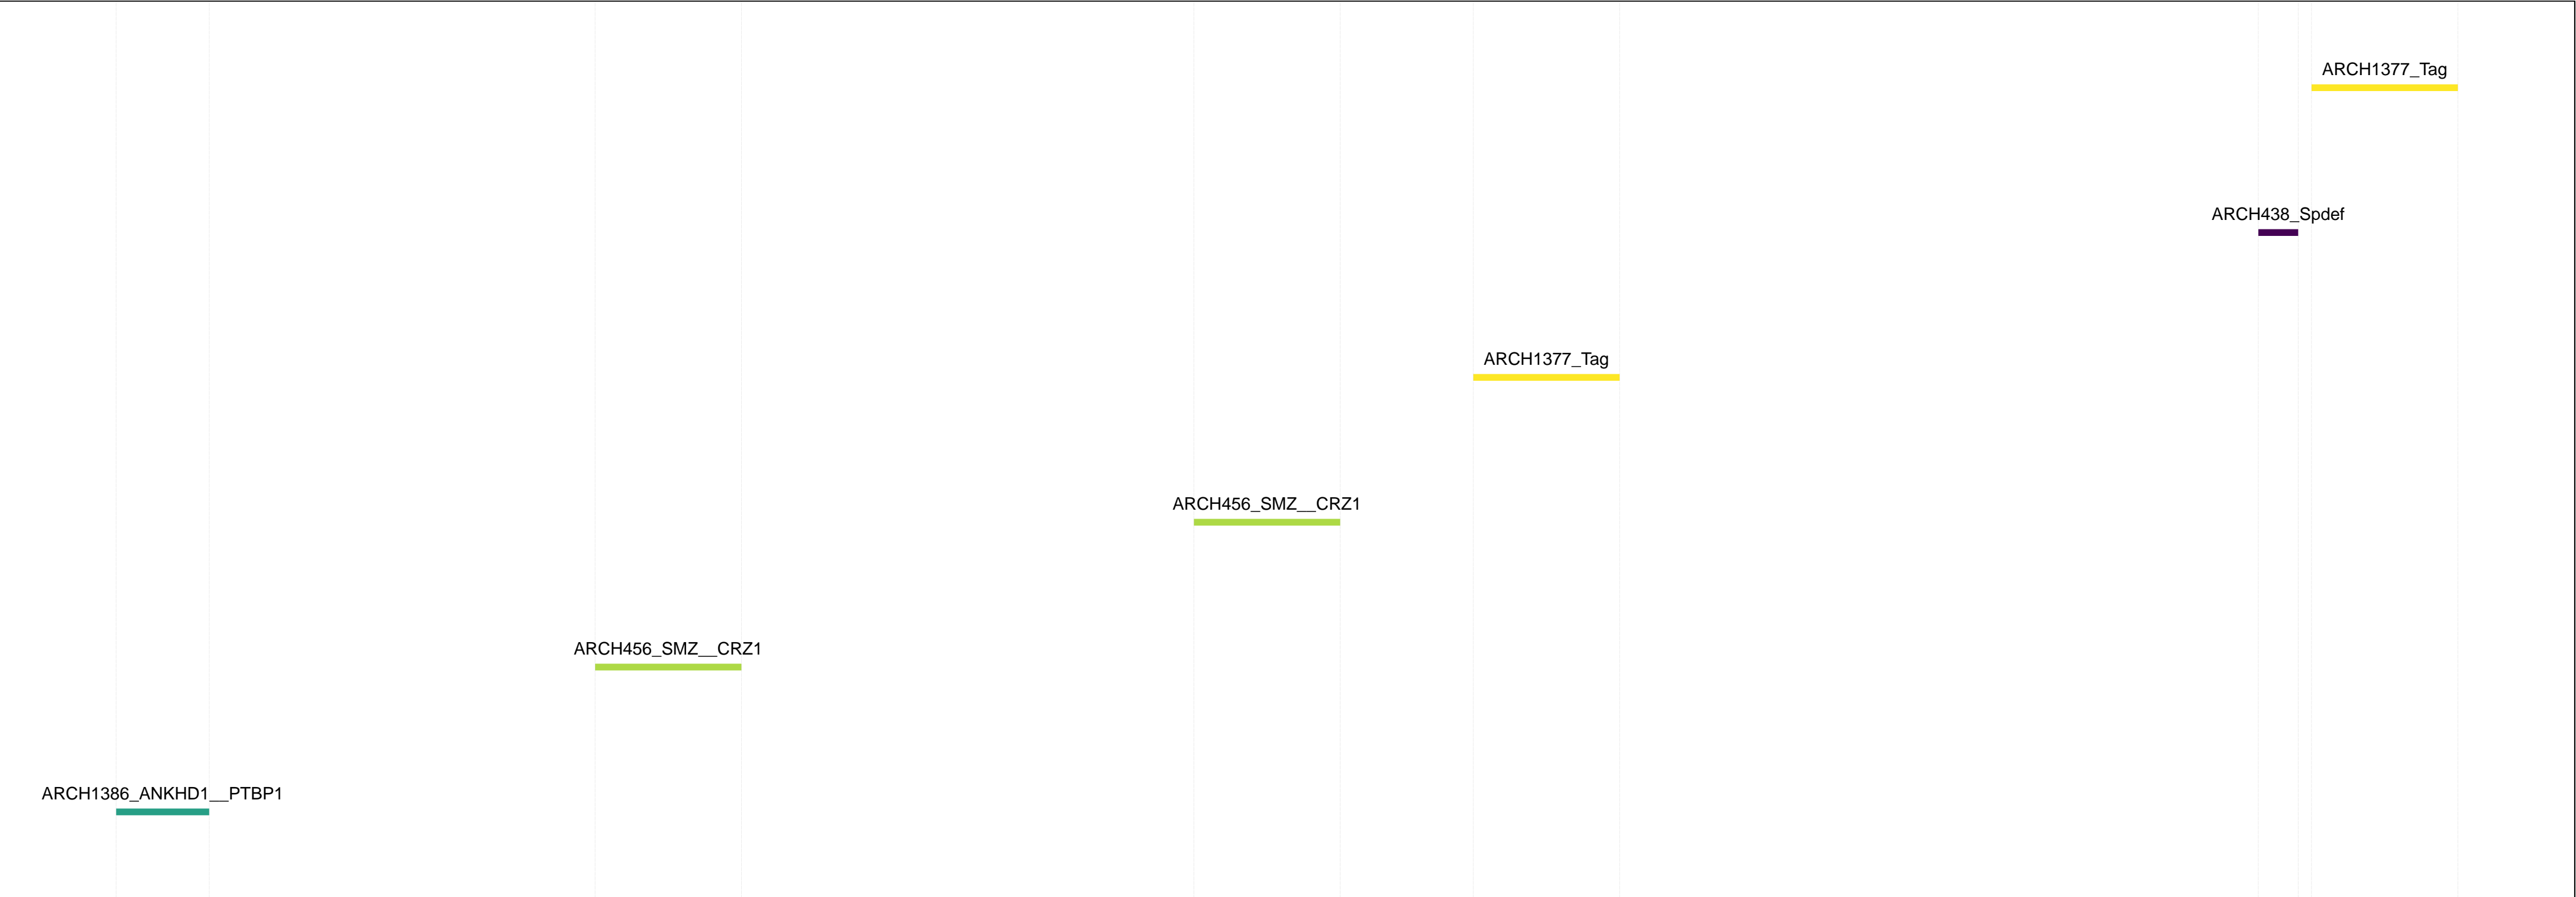 ARCH1377_Tag
ARCH438_Spdef
ARCH1377_Tag
ARCH456_SMZ__CRZ1
ARCH456_SMZ__CRZ1
ARCH1386_ANKHD1__PTBP1